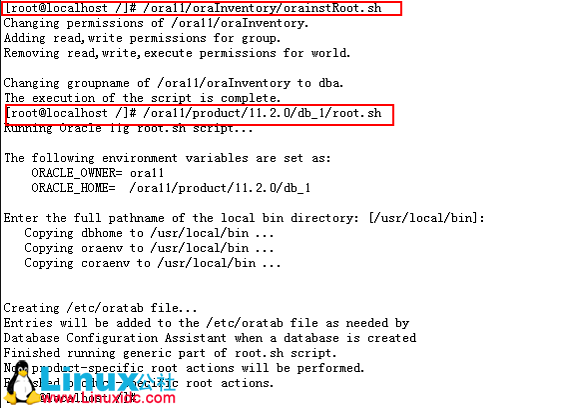 [root@localhost /]# /ora11/oraInventory/orainstRoot.sh
Changing permissions of /ora11/oraInventory.
Adding read,write permissions for group.
Removing read,write,execute permissions for world.
Changing groupname of /ora11/oraInventory to dba.
The execution of the script is complete.
[root@localhost /]# /ora11/product/11.2.0/db_1/root.sh
Running Oracle 11g root.sh script...
The following environment variables are set as:
ORACLE_OWNER= ora11
ORACLE_HOME=  /ora11/product/11.2.0/db_1
Enter the full pathname of the local bin directory: [/usr/local/bin]:
Copying dbhome to /usr/local/bin ...
Copying oraenv to /usr/local/bin ...
Copying coraenv to /usr/local/bin ...
Creating /etc/oratab file...
Entries will be added to the /etc/oratab file as needed by
Database Configuration Assistant when a database is created
Finished running generic part of root.sh script.
Now product-specific root actions will be performed.
Finished product-specific root actions.
Linux公社
www.linuxidc.com